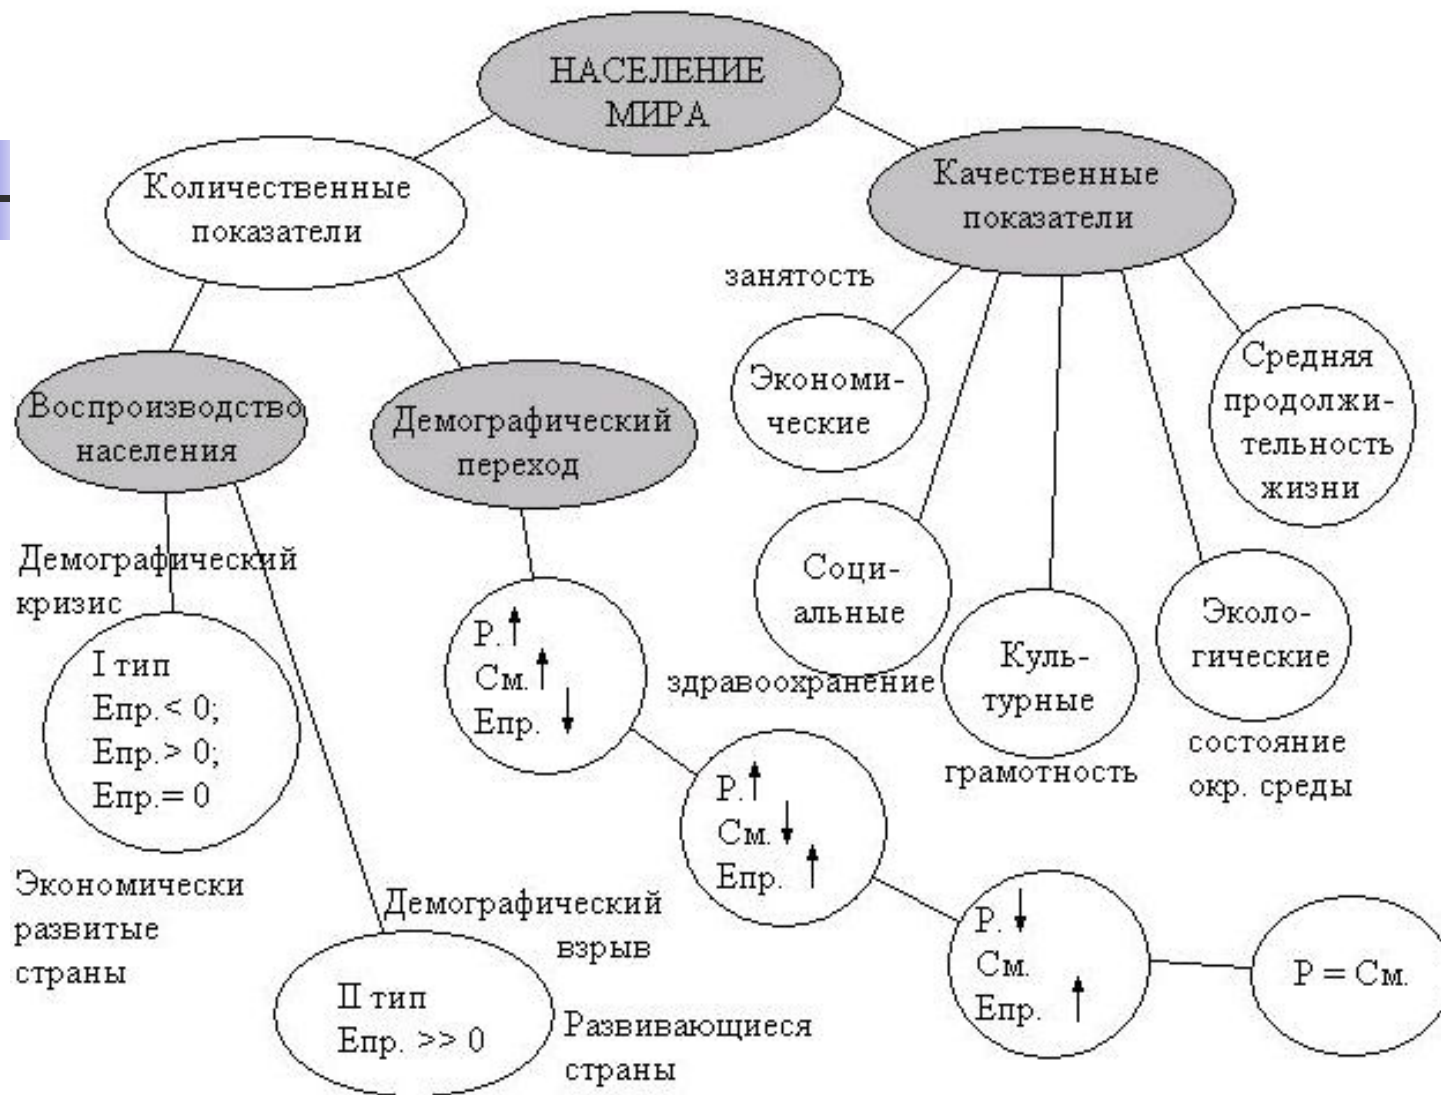 НАСЕЛЕНИЕ
МИРА
Количественные
показатели
Качественные
показатели
занятость
Экономи-
ческие
Средняя
продолжи-
тельность
жизни
Воспроизводство
населения
Демографический
переход
Соци-
альные
здравоохранение
Куль-
турные
грамотность
Эколо-
гические
состояние
окр. среды
Демографический
кризис
I тип
Епр.< 0;
Епр.> 0;
Епр.= 0
Экономически
развитые
страны
Р.↑
См.↑
Епр. ↓
Р.↑
См.↓
Епр. ↑
Р.↓
См.
Епр. ↑
Р = См.
Демографический
взрыв
II тип
Епр. >> 0
Развивающиеся
страны